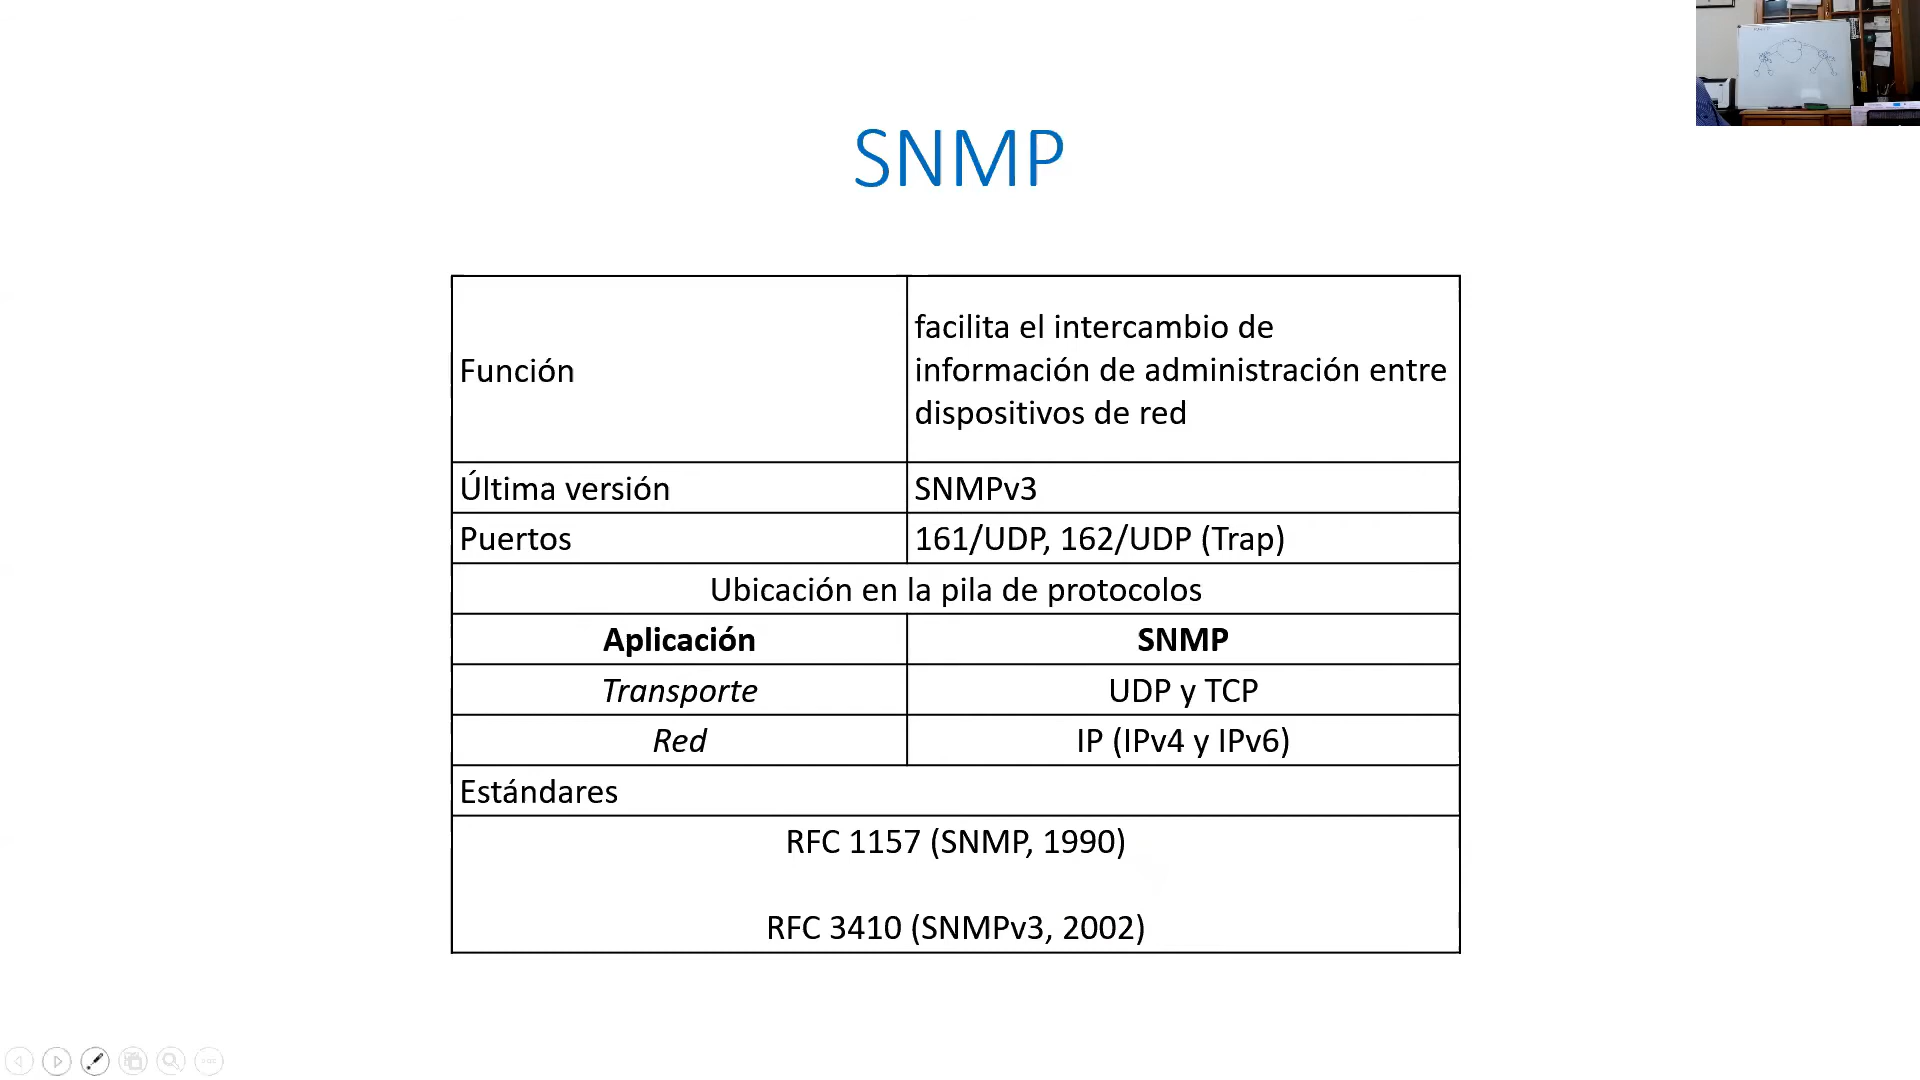 SNMP
Función
facilita el intercambio de
información de administración entre
dispositivos de red
Última versión
SNMPv3
Puertos
161/UDP, 162/UDP (Trap)
Ubicación en la pila de protocolos
Aplicación
SNMP
Transporte
UDP y TCP
Red
IP (IPv4 y IPv6)
Estándares
RFC 1157 (SNMP, 1990)
RFC 3410 (SNMPv3, 2002)